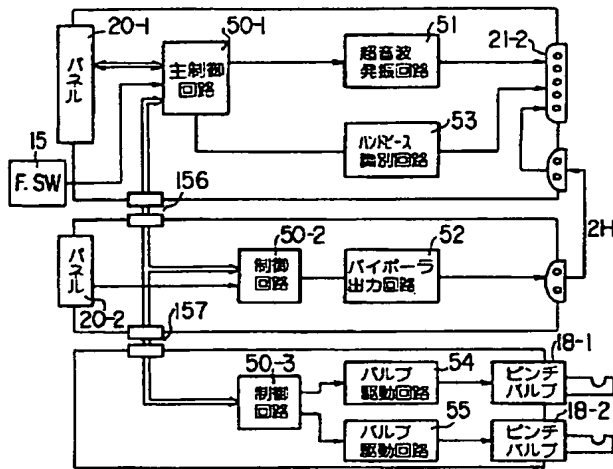 20-1
50-1
51
21-2
パネル
主制御
回路
超音波
発振回路
53
ハンドピース
識別回路
15
F. SW
156
2H
50-2
52
パネル
制御
回路
バイポーラ
出力回路
20-2
157
18-1
50-3
54
制御
回路
バルブ
駆動回路
ピンチ
バルブ
18-2
55
バルブ
駆動回路
ピンチ
バルブ